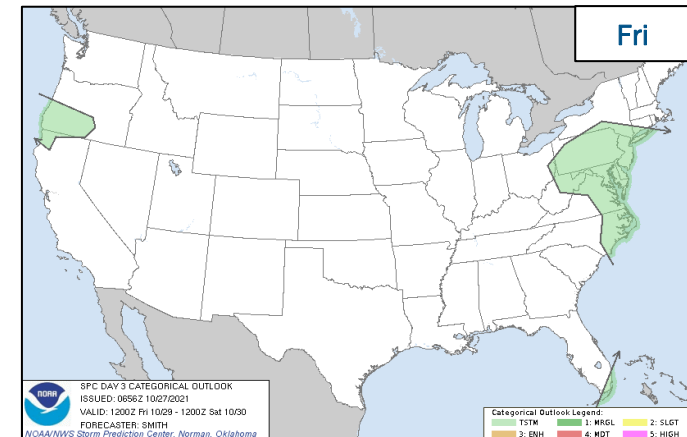 Fri
SPC DAY 3 CATEGORICAL OUTLOOK
ISSUED: 0656Z 10/27/2021
VALID: 1200Z Fri 10/29 - 1200Z Sat 10/30
FORECASTER: SMITH
NOAA
NOAA/NWS Storm Prediction Center, Norman, Oklahoma
Categorical Outlook Legend:
TSTM 1: MRGL 2: SLGT
3: ENH 4: MDT 5: HIGH